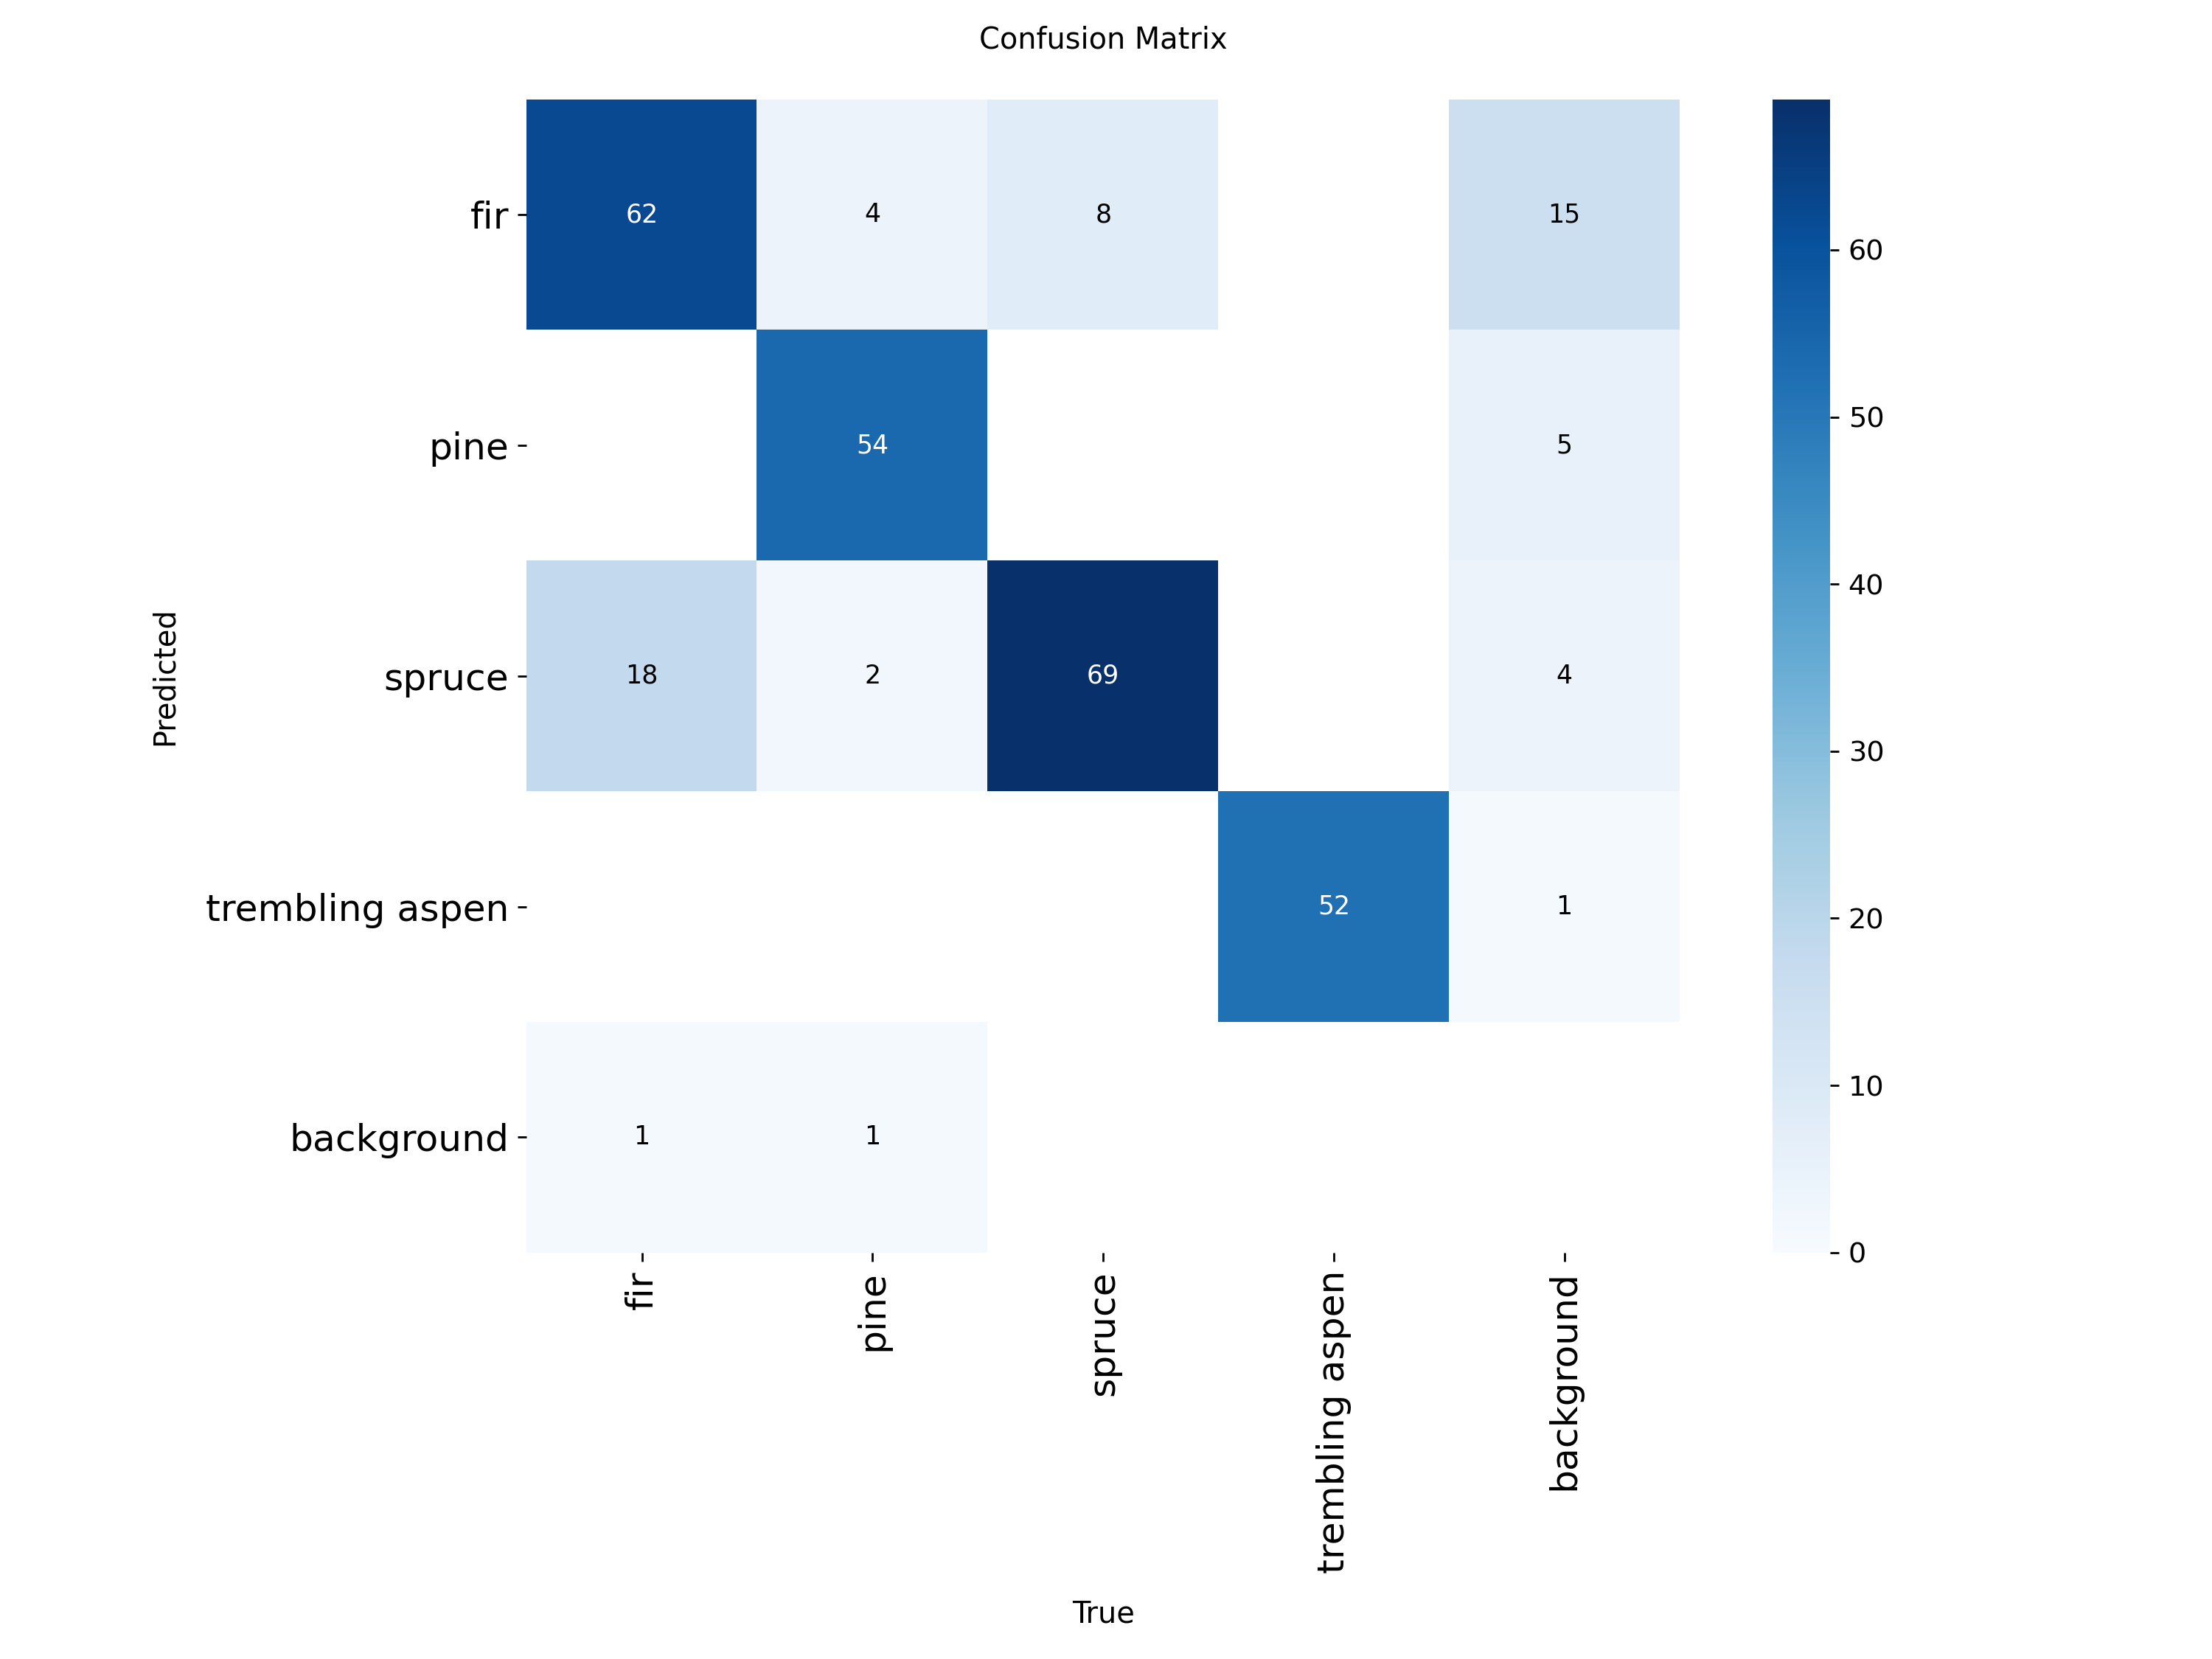 Confusion Matrix
fir
62
4
8
15
60
pine
54
5
50
40
Predicted
spruce
18
2
69
4
30
trembling aspen
52
1
20
10
background
1
1
0
fir
pine
spruce
trembling aspen
background
True